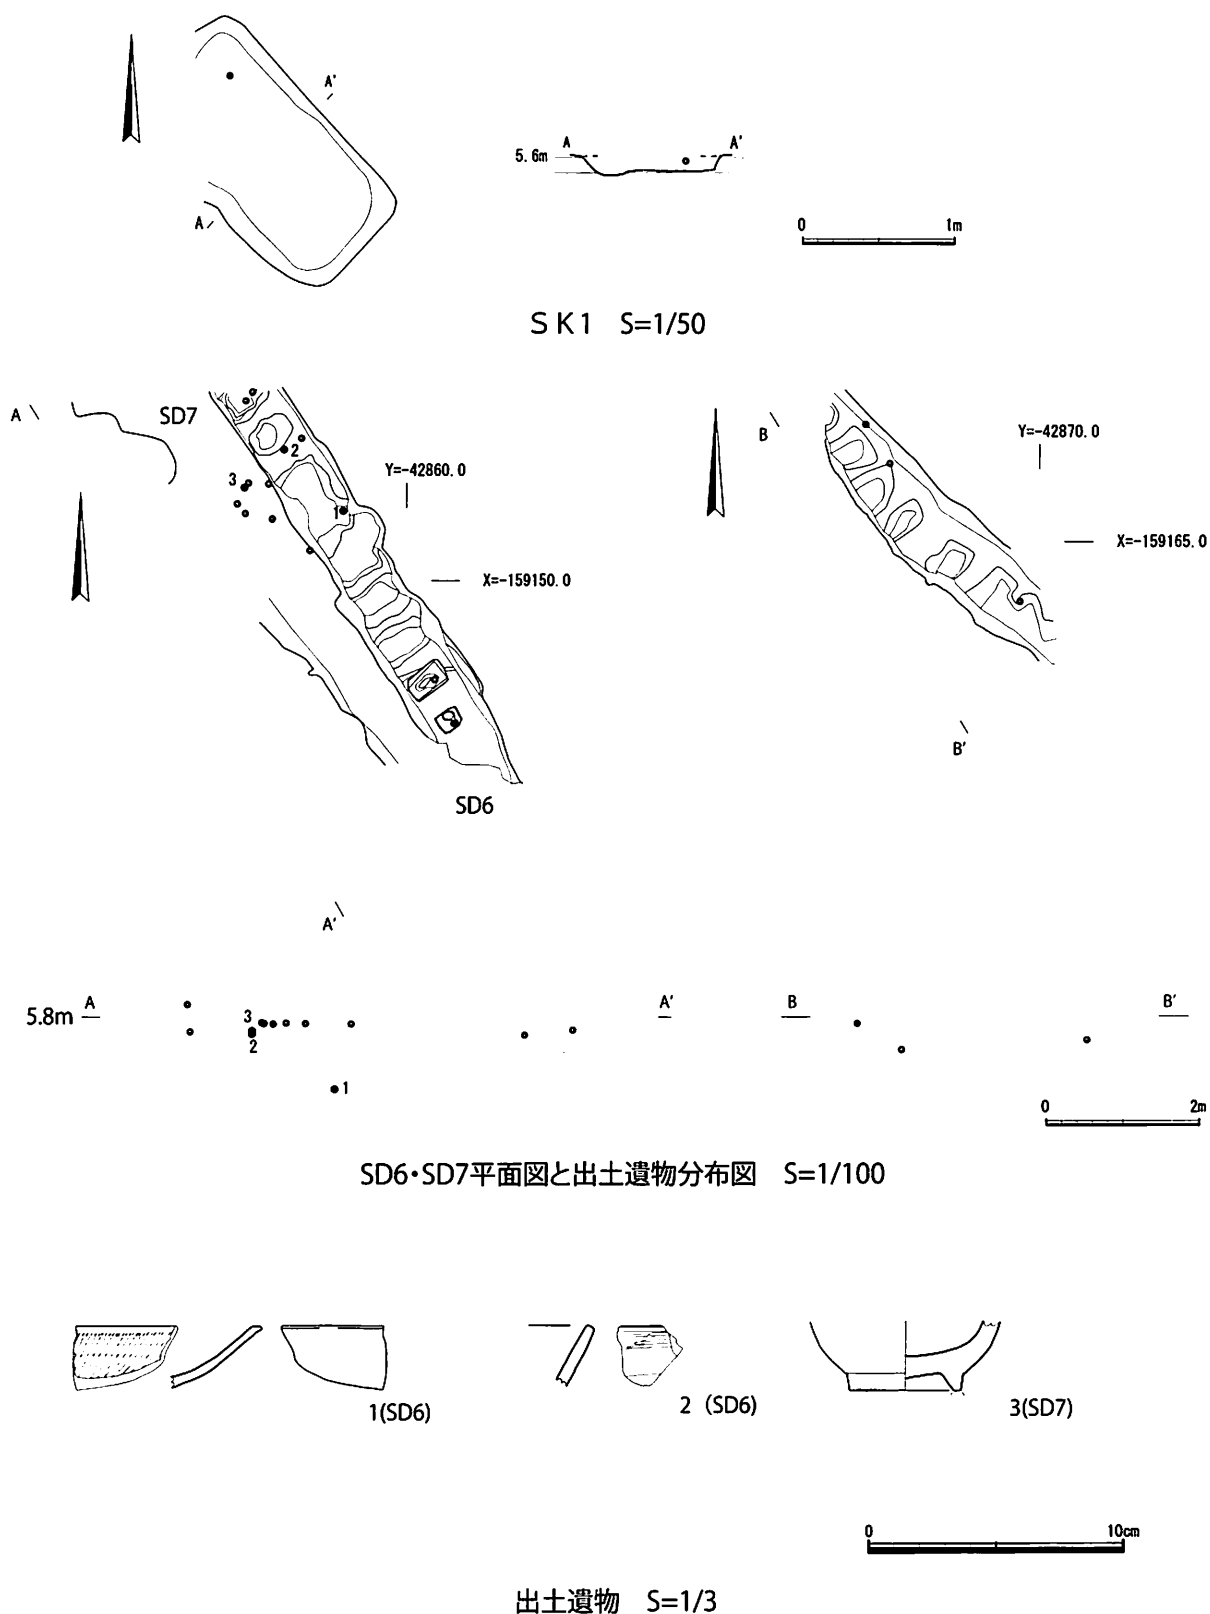 A'
A
A
A'
5.6m
0 1m
SK1 S=1/50
A
SD7
2
3
1
Y=-42860.0
X=-159150.0
SD6
A'
B
Y=-42870.0
X=-159165.0
B'
5.8m
A
3
2
1
A'
B
B'
0 2m
SD6・SD7平面図と出土遺物分布図 S=1/100
1(SD6)
2（SD6)
3(SD7)
0 10cm
出土遺物 S=1/3